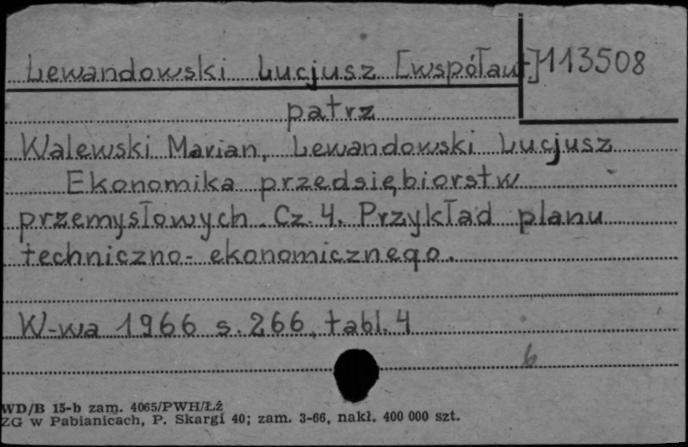 Lewandowski Lucjusz [współaut] 113508
patrz
Walewski Marian, Lewandowski Lucjusz
Ekonomika przedsiębiorstw
przemysłowych. Cz. 4. Przykład planu
techniczno-ekonomicznego.
W-wa 1966 s. 266, tabl. 4
6
WD/B 15-b zam. 4065/PWH/Łź
ZG w Pabianicach, P. Skargi 40; zam. 3-66, nakł. 400 000 szt.